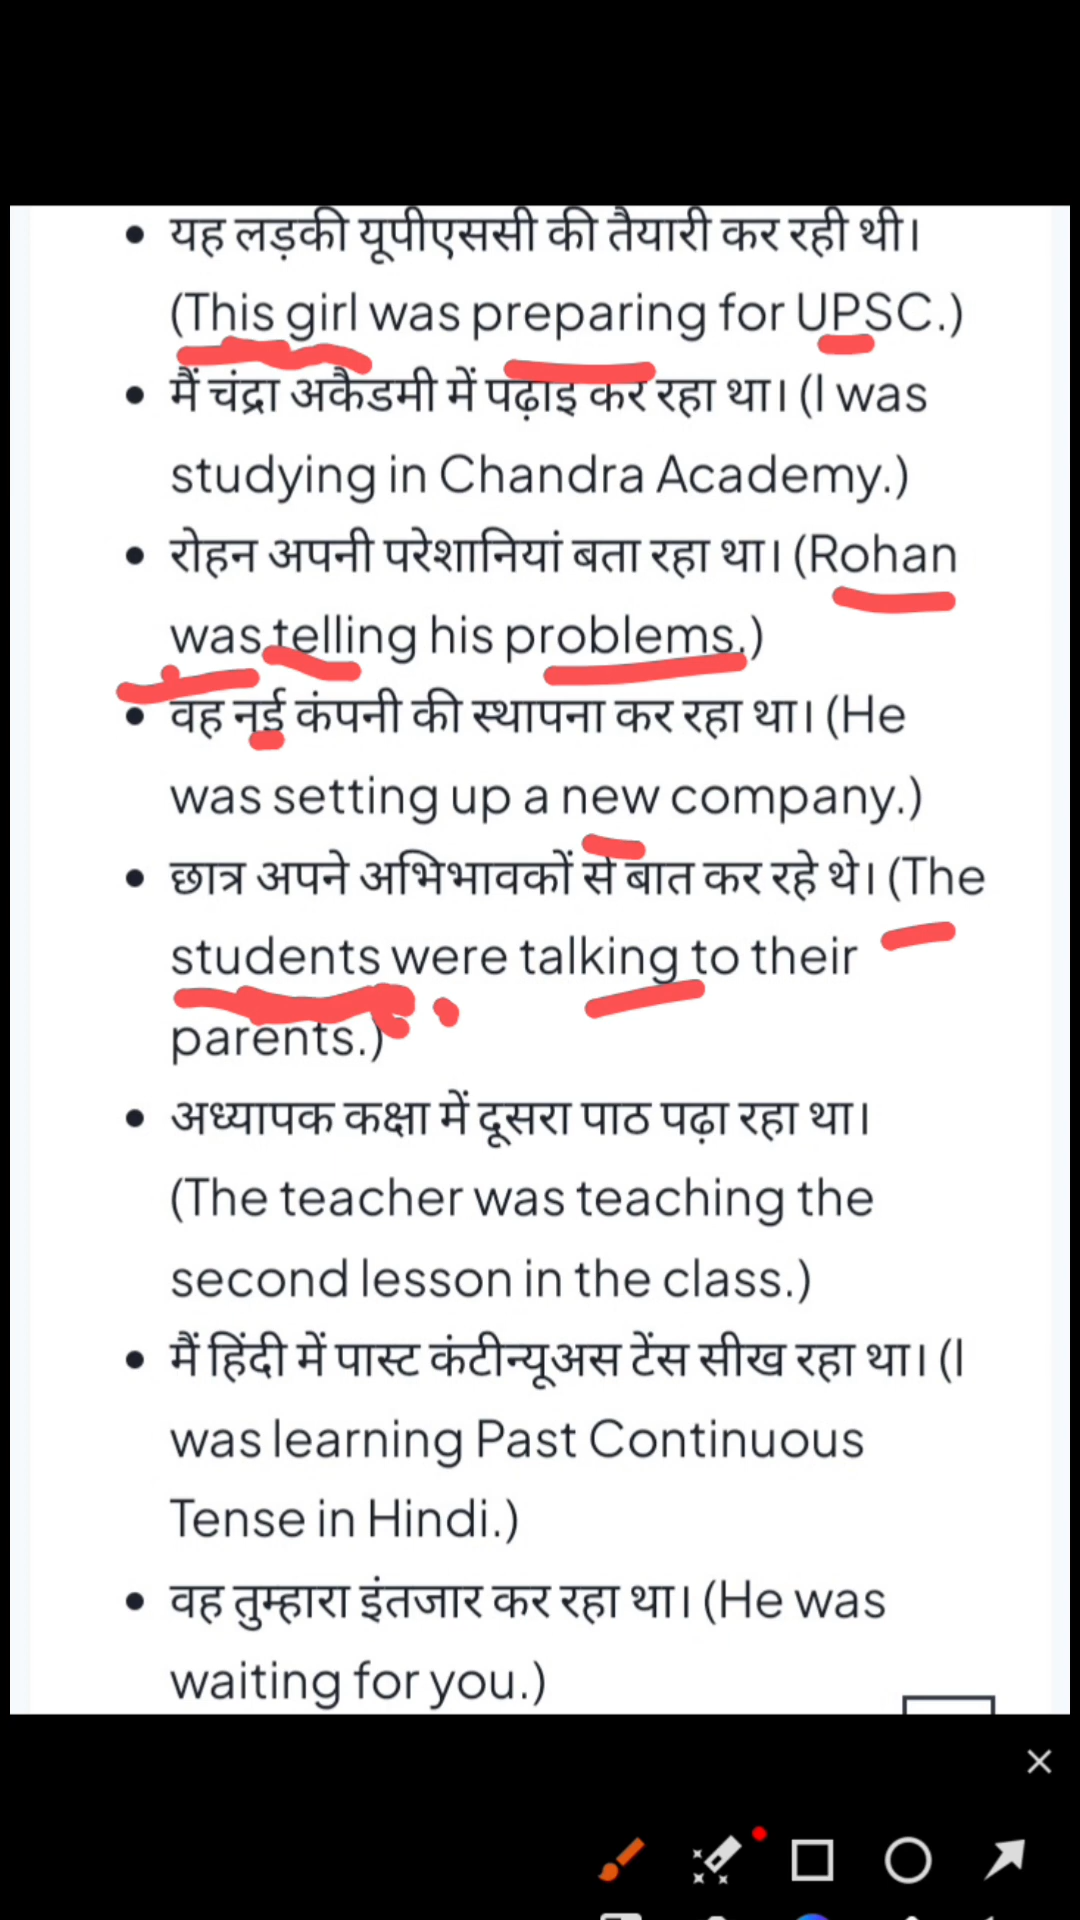 • यह लड़की यूपीएससी की तैयारी कर रही थी।
(This girl was preparing for UPSC.)
• मैं चंद्रा अकैडमी में पढ़ाई कर रहा था। (I was
studying in Chandra Academy.)
• रोहन अपनी परेशानियां बता रहा था। (Rohan
was telling his problems.)
• वह नई कंपनी की स्थापना कर रहा था। (He
was setting up a new company.)
• छात्र अपने अभिभावकों से बात कर रहे थे। (The
students were talking to their
parents.)
• अध्यापक कक्षा में दूसरा पाठ पढ़ा रहा था।
(The teacher was teaching the
second lesson in the class.)
• मैं हिंदी में पास्ट कंटीन्यूअस टेंस सीख रहा था। (I
was learning Past Continuous
Tense in Hindi.)
• वह तुम्हारा इंतजार कर रहा था। (He was
waiting for you.)